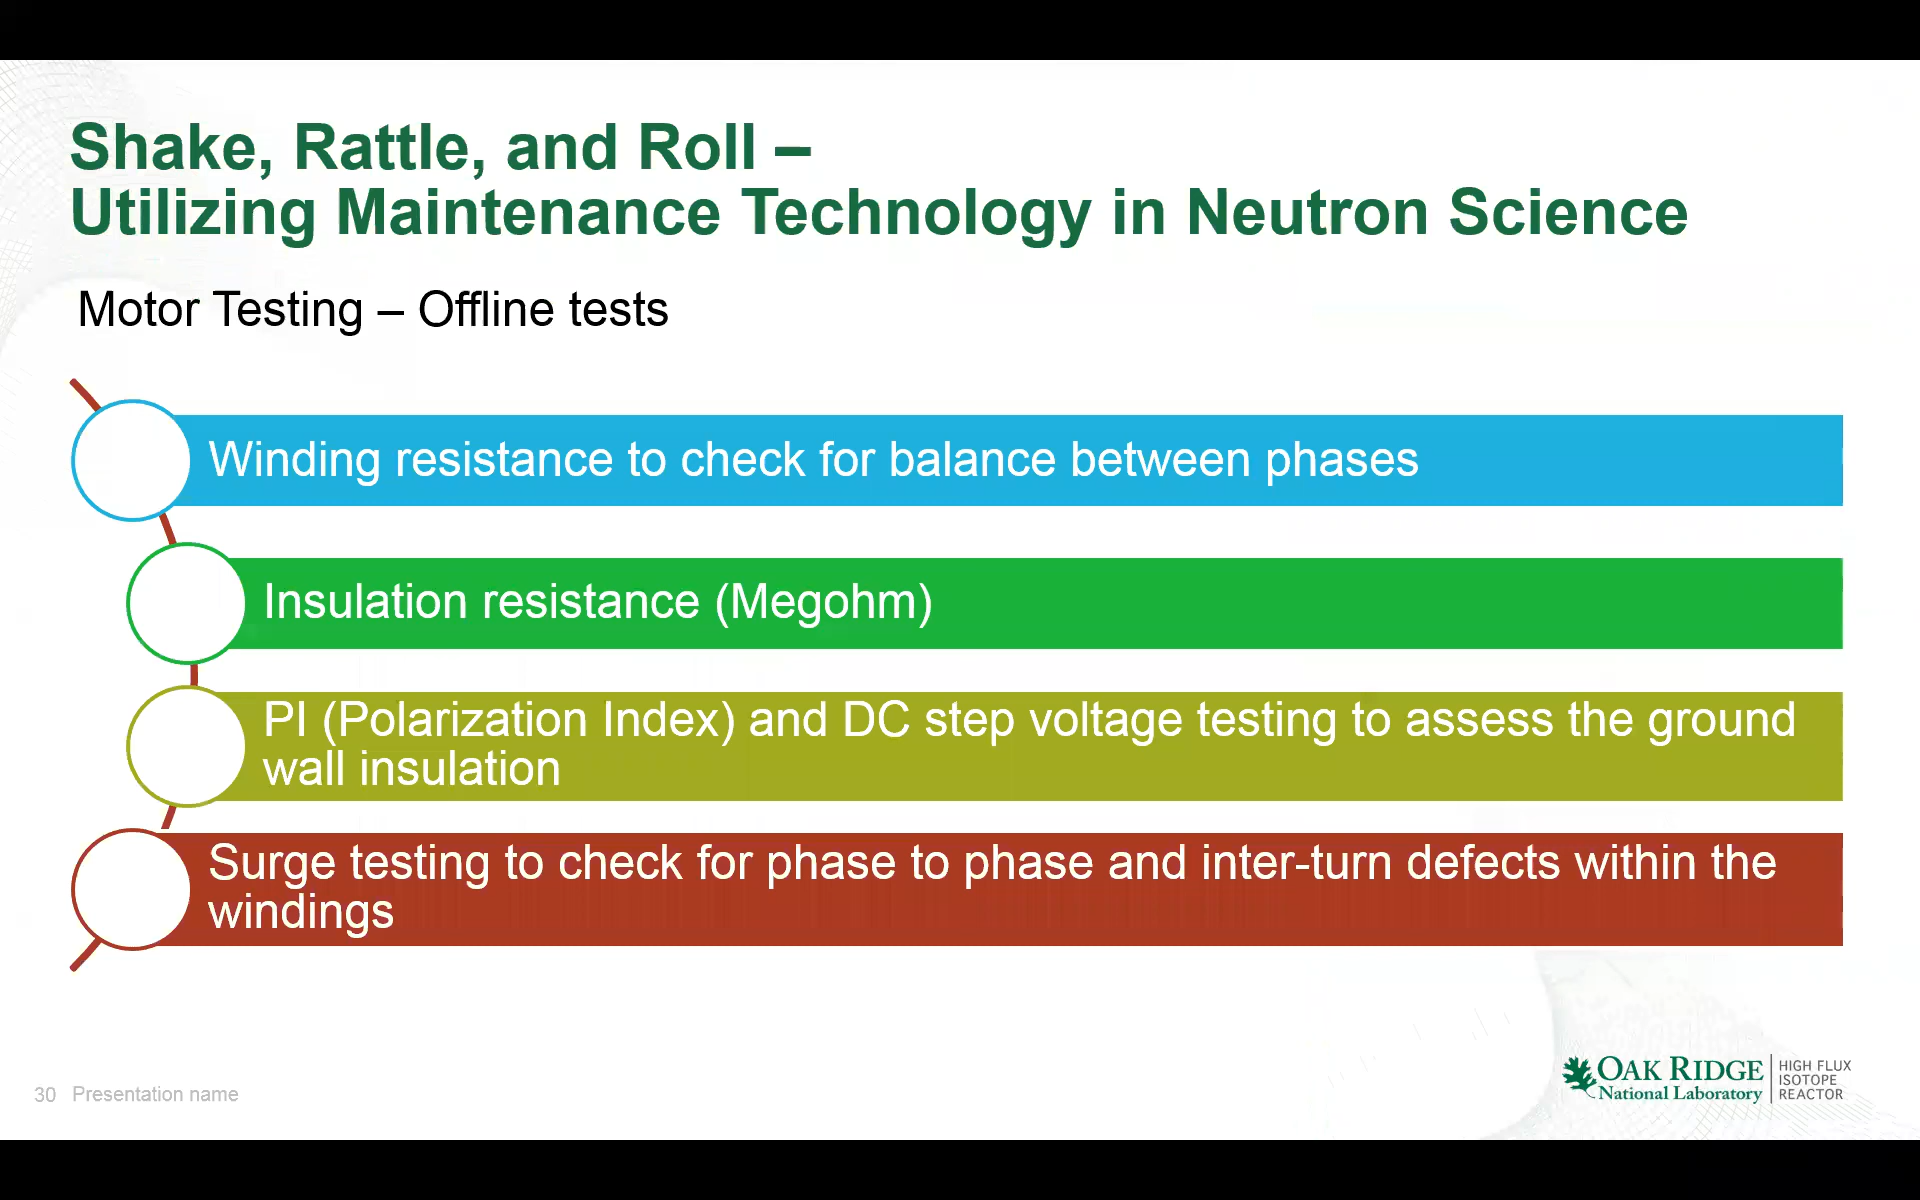 Shake, Rattle, and Roll –
Utilizing Maintenance Technology in Neutron Science
Motor Testing – Offline tests
Winding resistance to check for balance between phases
Insulation resistance (Megohm)
PI (Polarization Index) and DC step voltage testing to assess the ground
wall insulation
Surge testing to check for phase to phase and inter-turn defects within the
windings
30 Presentation name
OAK RIDGE
National Laboratory
HIGH FLUX
ISOTOPE
REACTOR